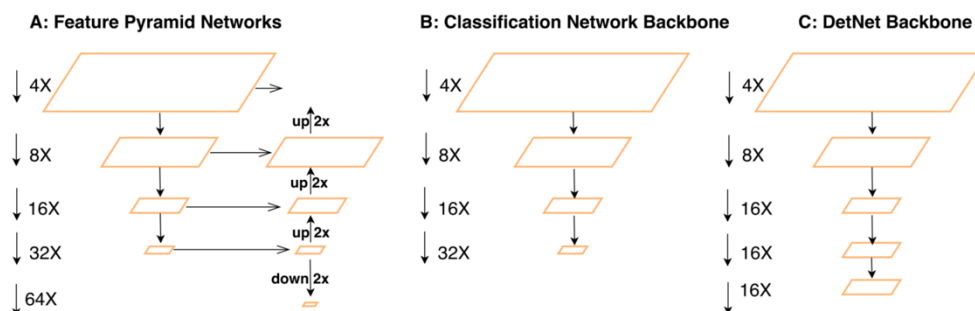 A: Feature Pyramid Networks
4X
8X
16X
32X
64X
up 2x
up 2x
up 2x
down 2x
B: Classification Network Backbone
4X
8X
16X
32X
C: DetNet Backbone
4X
8X
16X
16X
16X